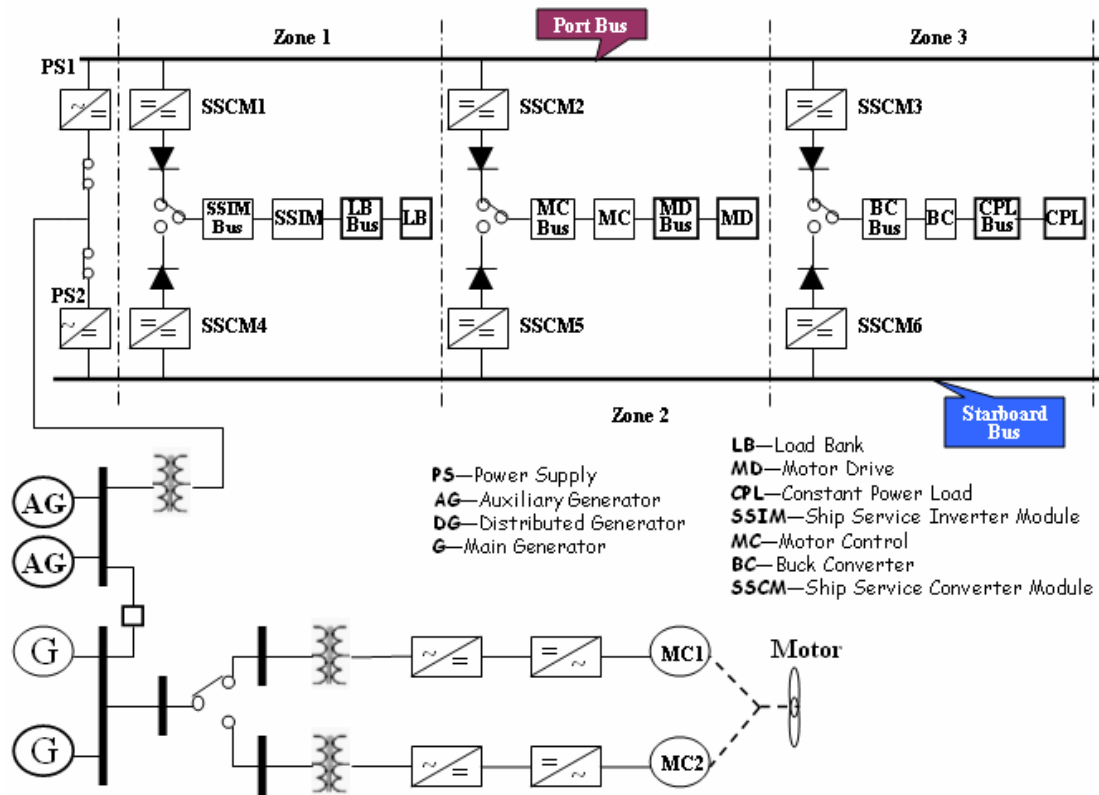 Zone 1
Port Bus
Zone 3
PS1
SSCM1
SSCM2
SSCM3
SSIM
Bus
SSIM
LB
Bus
LB
MC
Bus
MC
MD
Bus
MD
BC
Bus
BC
CPL
Bus
CPL
PS2
SSCM4
SSCM5
SSCM6
Zone 2
Starboard
Bus
PS—Power Supply
AG—Auxiliary Generator
DG—Distributed Generator
G—Main Generator
LB—Load Bank
MD—Motor Drive
CPL—Constant Power Load
SSIM—Ship Service Inverter Module
MC—Motor Control
BC—Buck Converter
SSCM—Ship Service Converter Module
AG
AG
G
G
MC1
MC2
Motor